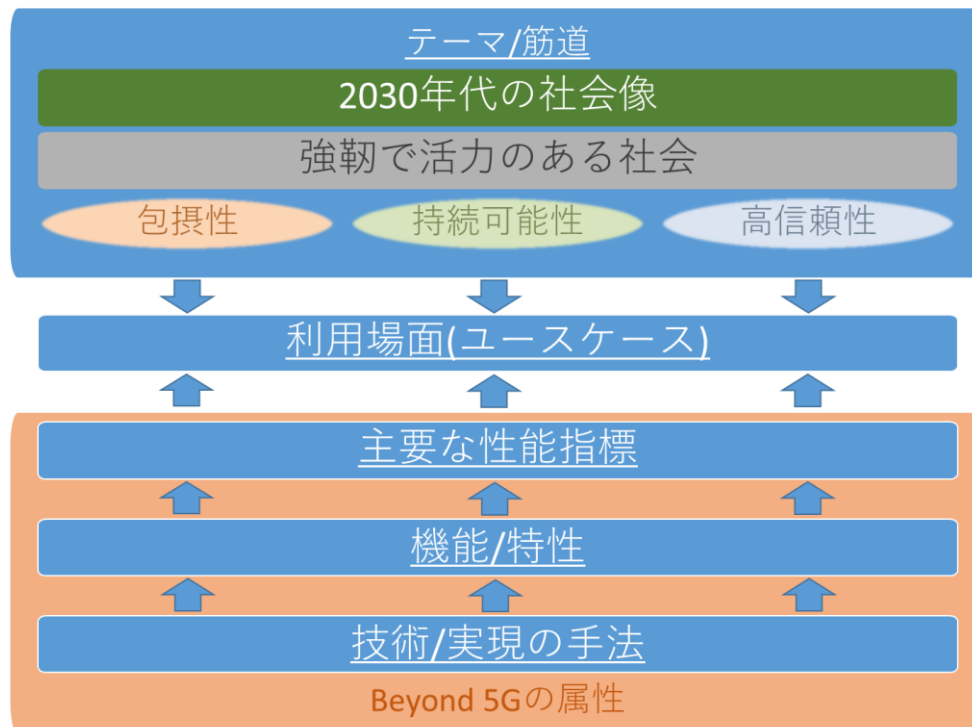 テーマ/筋道
2030年代の社会像
強靭で活力のある社会
包摂性
持続可能性
高信頼性
利用場面(ユースケース)
主要な性能指標
機能/特性
技術/実現の手法
Beyond 5Gの属性